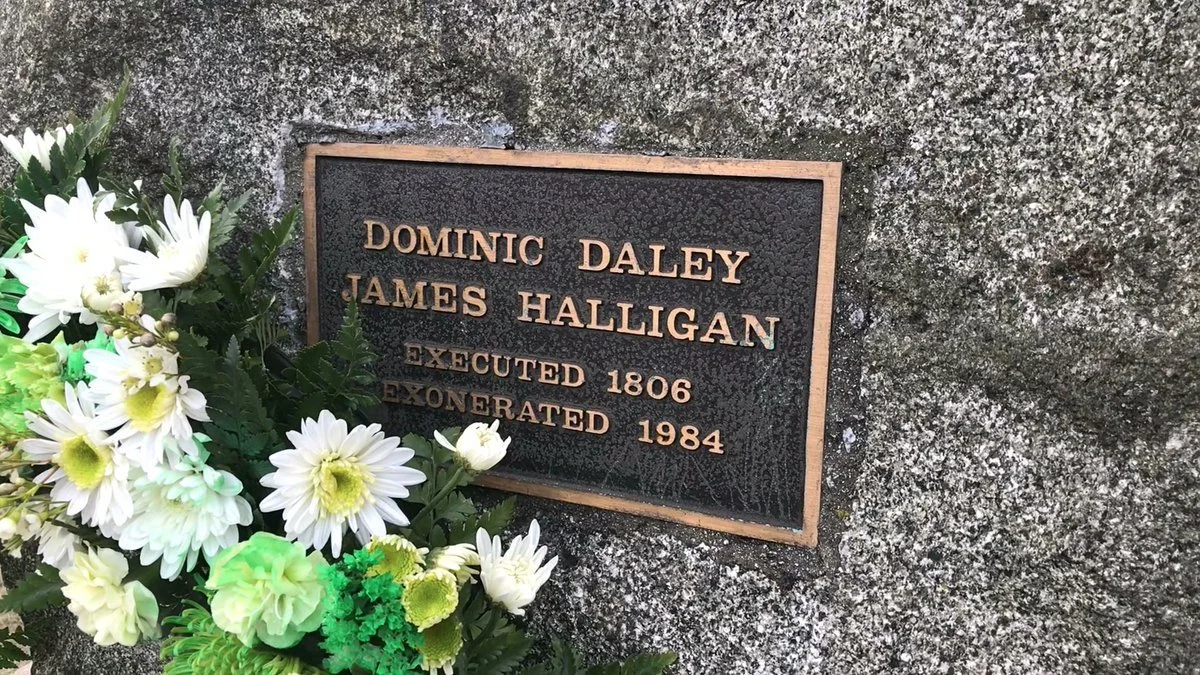 DOMINIC DALEY
JAMES HALLIGAN
EXECUTED 1806
EXONERATED 1984